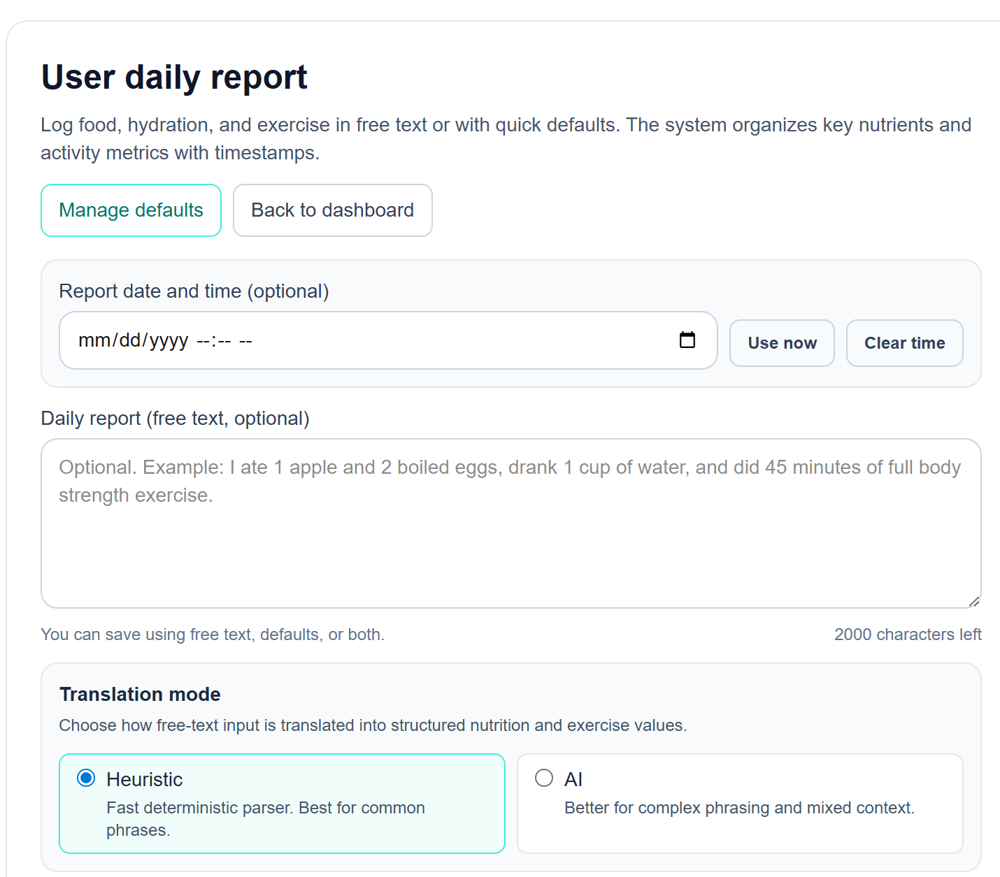 User daily report
Log food, hydration, and exercise in free text or with quick defaults. The system organizes key nutrients and
activity metrics with timestamps.
Manage defaults
Back to dashboard
Report date and time (optional)
mm/dd/yyyy --:-- --
Use now
Clear time
Daily report (free text, optional)
Optional. Example: I ate 1 apple and 2 boiled eggs, drank 1 cup of water, and did 45 minutes of full body
strength exercise.
You can save using free text, defaults, or both.
2000 characters left
Translation mode
Choose how free-text input is translated into structured nutrition and exercise values.
Heuristic
Fast deterministic parser. Best for common
phrases.
AI
Better for complex phrasing and mixed context.